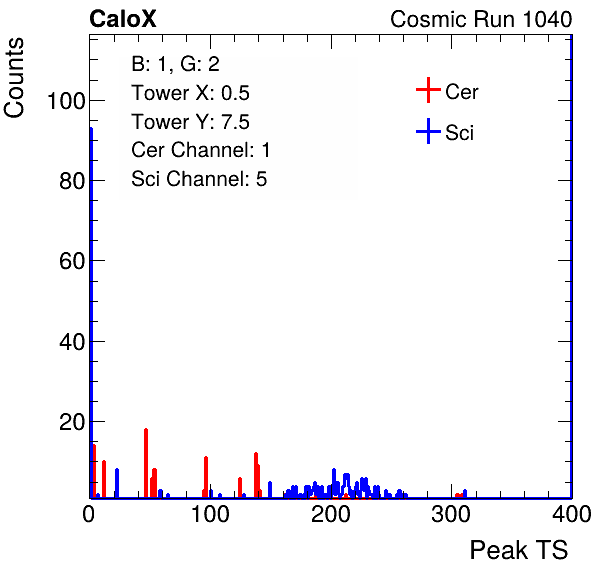 CaloX Cosmic Run 1040
Counts
B: 1, G: 2
Tower X: 0.5
Tower Y: 7.5
Cer Channel: 1
Sci Channel: 5
Cer
Sci
100
80
60
40
20
0 100 200 300 400
Peak TS